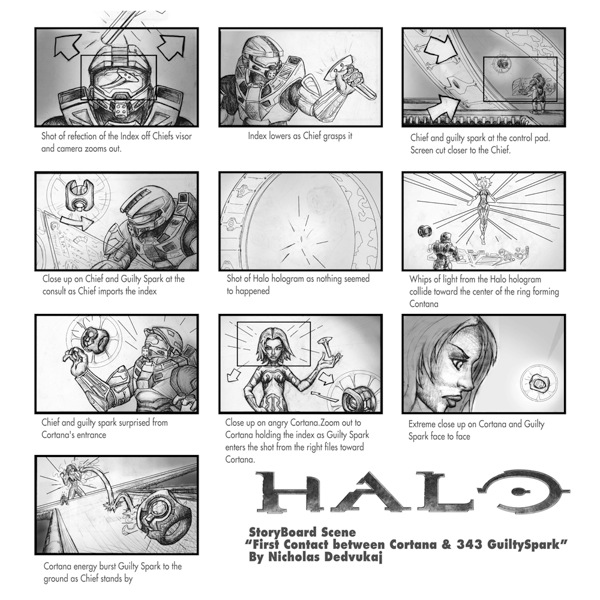 Shot of refection of the Index off Chiefs visor
and camera zooms out.
Index lowers as Chief grasps it
Chief and guilty spark at the control pad.
Screen cut closer to the Chief.
Close up on Chief and Guilty Spark at the
consult as Chief imports the index
Shot of Halo hologram as nothing seemed
to happened
Whips of light from the Halo hologram
collide toward the center of the ring forming
Contana
Chief and guilty spark surprised from
Cortana's entrance
Close up on angry Cortana.Zoom out to
Cortana holding the index as Guilty Spark
enters the shot from the right files toward
Cortana.
Extreme close up on Cortana and Guilty
Spark face to face
Cortana energy burst Guilty Spark to the
ground as Chief stands by
HALO
StoryBoard Scene
“First Contact between Cortana & 343 GuiltySpark”
By Nicholas Dedvukaj